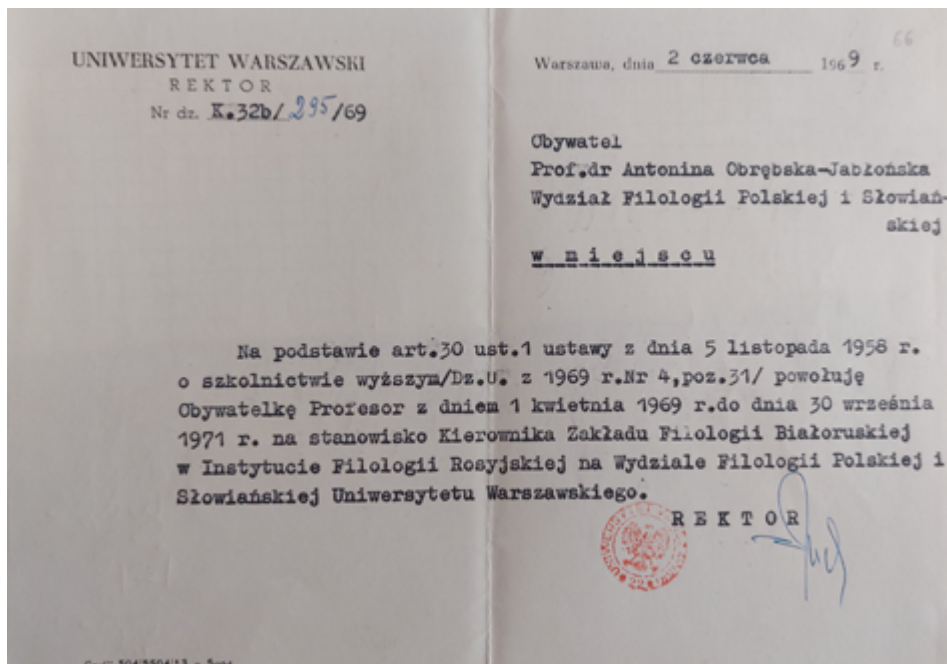 66
UNIWERSYTET WARSZAWSKI
REKTOR
Nr dz. K.32b/295/69
Warszawa, dnia 2 czerwca 1969 r.
Obywatel
Prof.dr Antonina Obrębska-Jabłońska
Wydział Filologii Polskiej i Słowiań-
skiej
w miejscu
Na podstawie art.30 ust.1 ustawy z dnia 5 listopada 1958 r.
o szkolnictwie wyższym/Dz.U. z 1969 r.Nr 4,poz.31/ powołuję
Obywatelkę Profesor z dniem 1 kwietnia 1969 r.do dnia 30 września
1971 r. na stanowisko Kierownika Zakładu Filologii Białoruskiej
w Instytucie Filologii Rosyjskiej na Wydziale Filologii Polskiej i
Słowiańskiej Uniwersytetu Warszawskiego.
REKTOR